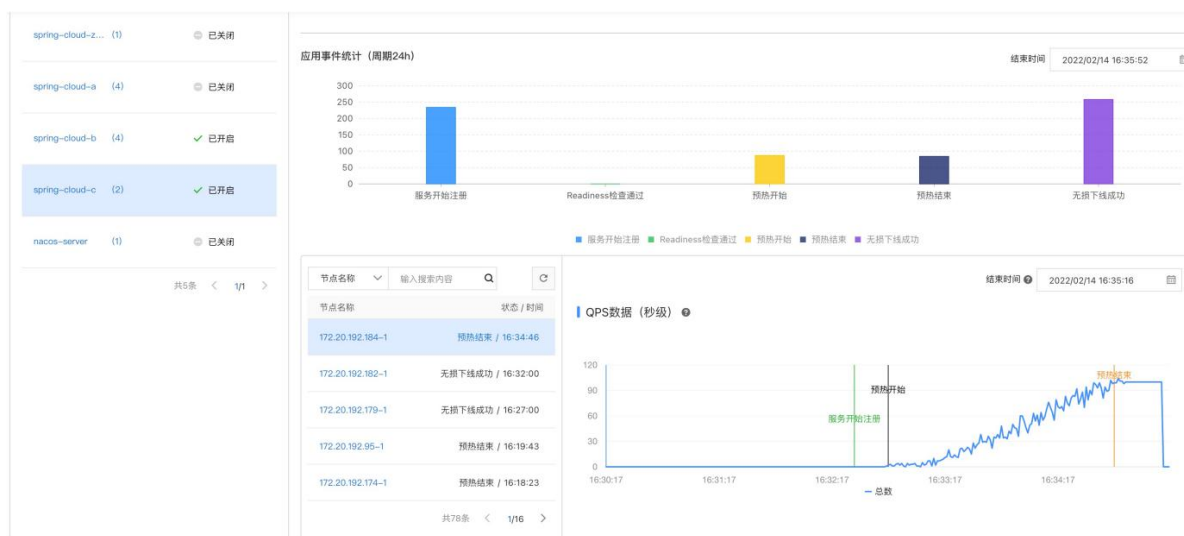 spring-cloud-z... (1) 已关闭
spring-cloud-a (4) 已关闭
spring-cloud-b (4) 已开启
spring-cloud-c (2) 已开启
nacos-server (1) 已关闭
共5条 1/1
应用事件统计（周期24h）
结束时间 2022/02/14 16:35:52
300
250
200
150
100
50
0
服务开始注册 Readiness检查通过 预热开始 预热结束 无损下线成功
服务开始注册 Readiness检查通过 预热开始 预热结束 无损下线成功
节点名称 输入搜索内容
节点名称 状态 / 时间
172.20.192.184-1 预热结束 / 16:34:46
172.20.192.182-1 无损下线成功 / 16:32:00
172.20.192.179-1 无损下线成功 / 16:27:00
172.20.192.95-1 预热结束 / 16:19:43
172.20.192.174-1 预热结束 / 16:18:23
共78条 1/16
结束时间 2022/02/14 16:35:16
QPS数据（秒级）
120
90
60
30
0
预热结束
预热开始
服务开始注册
16:30:17 16:31:17 16:32:17 16:33:17 16:34:17
总数